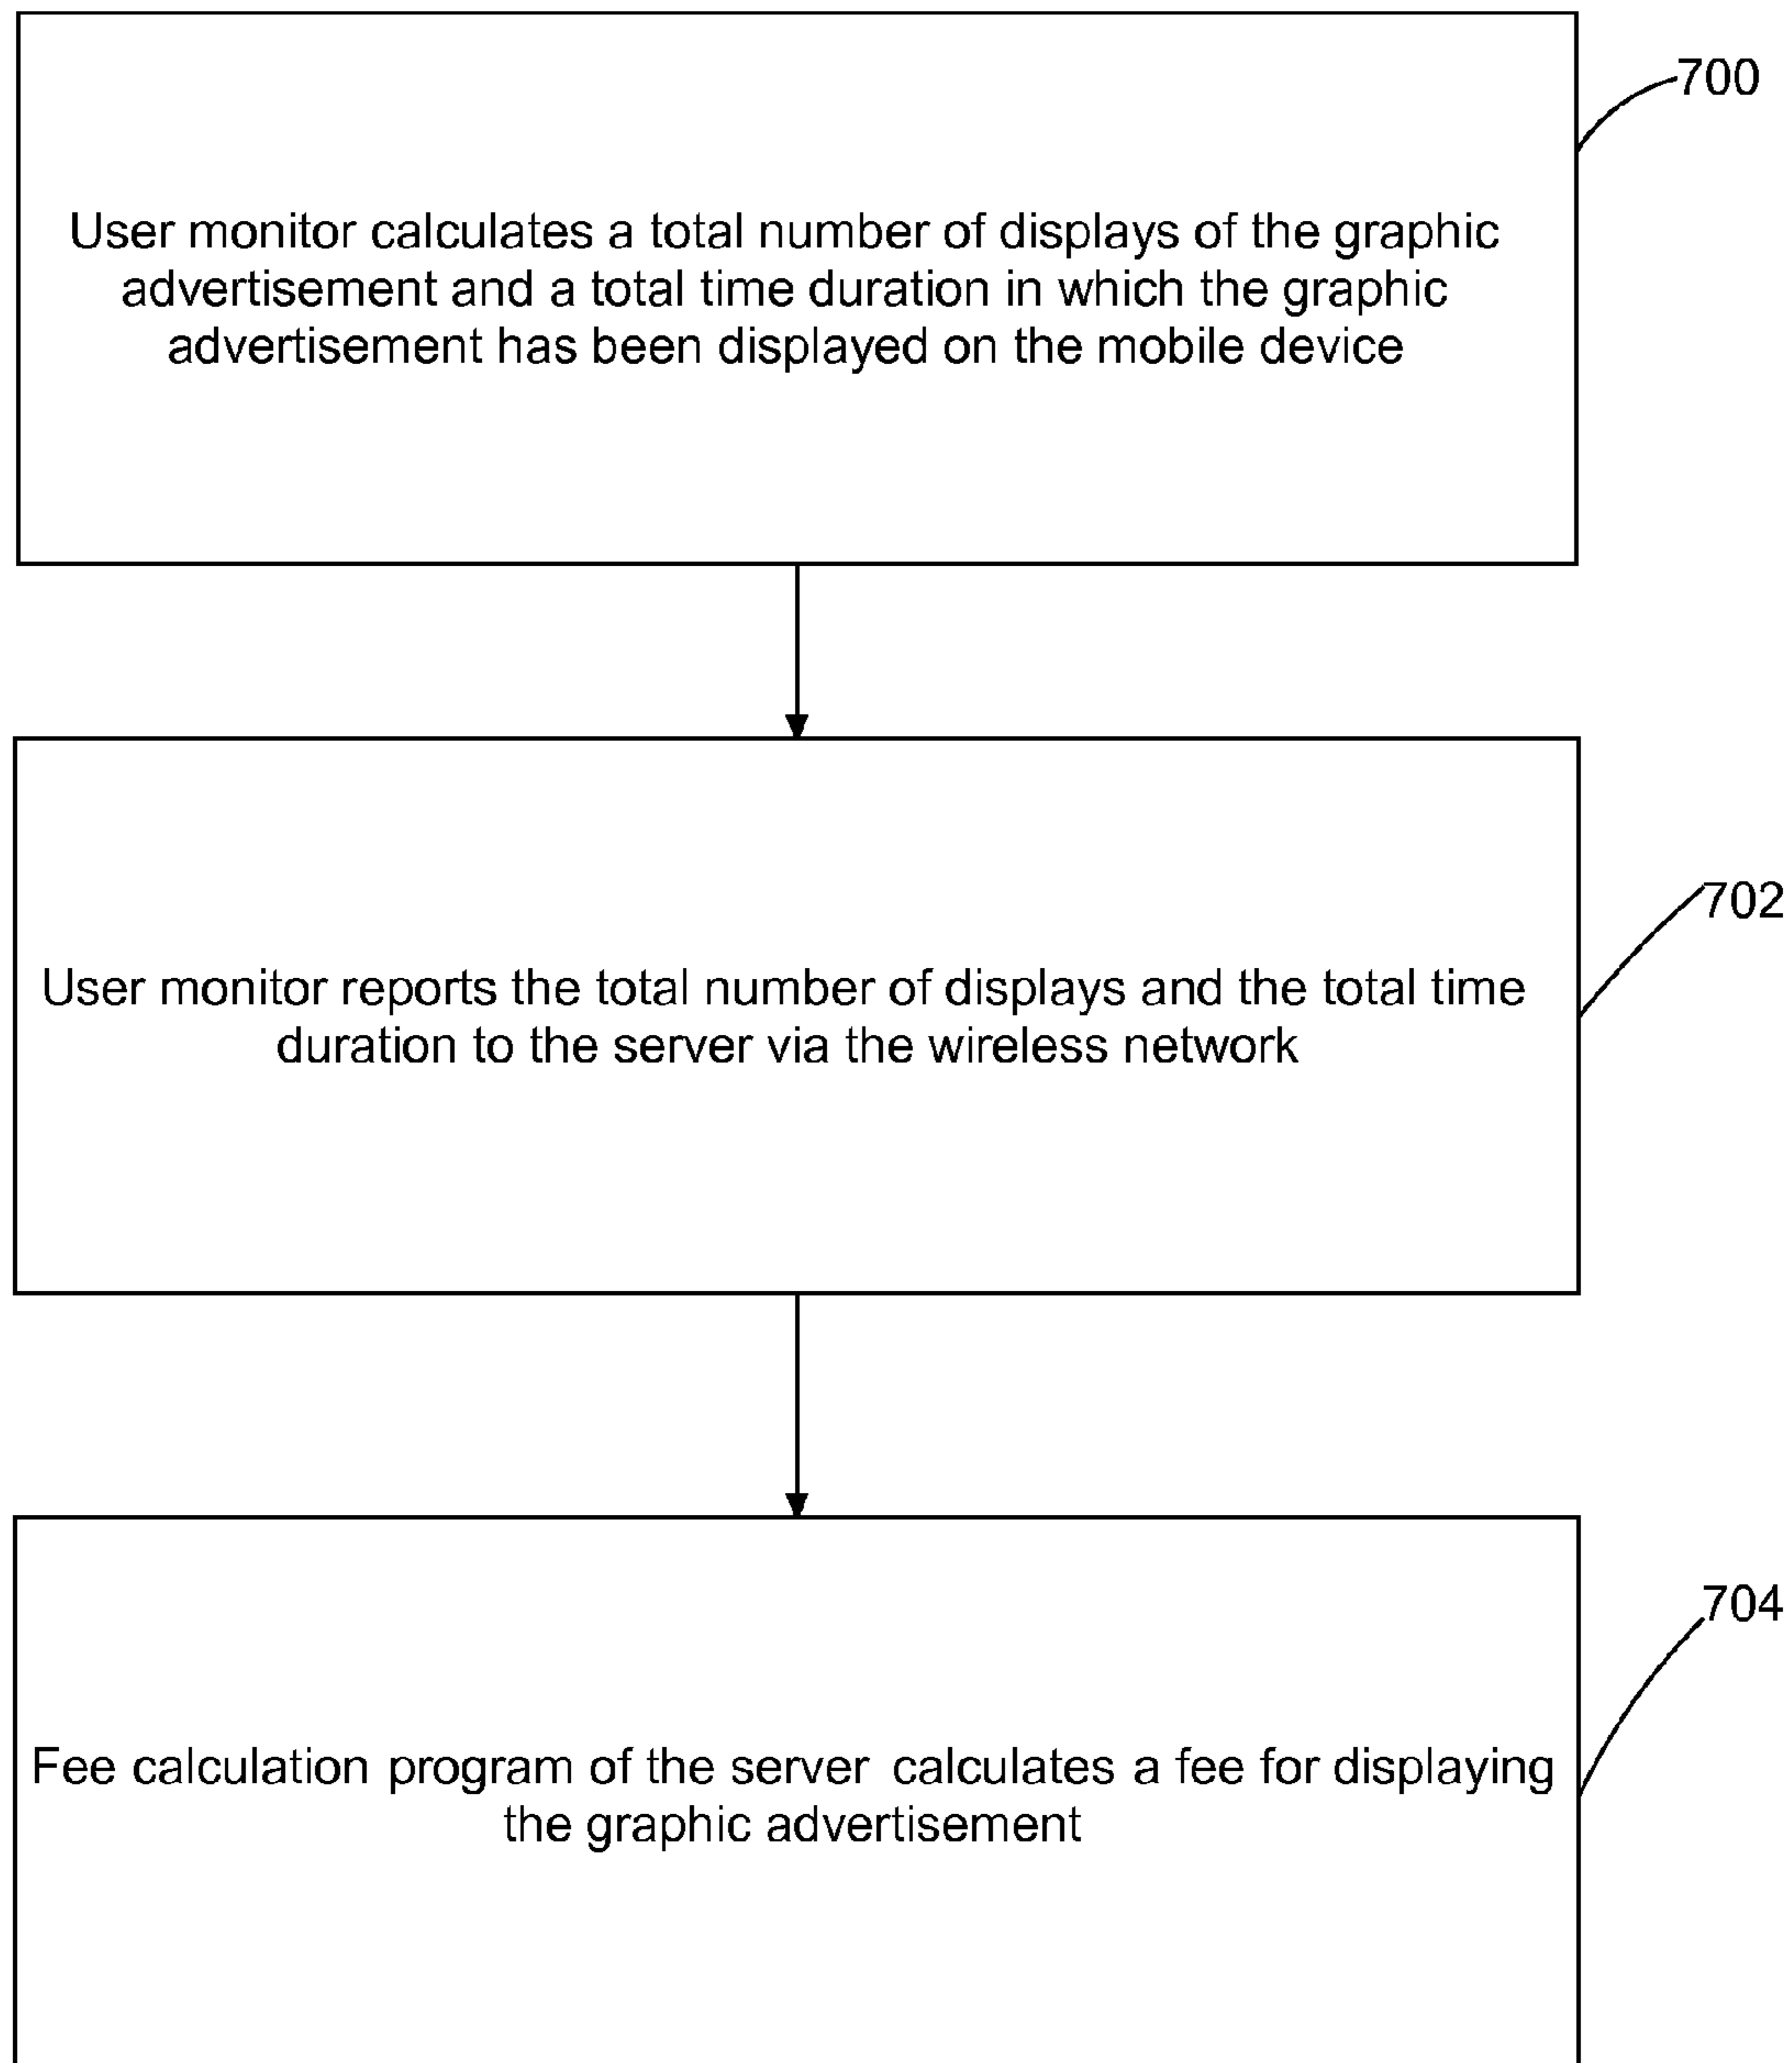 700
User monitor calculates a total number of displays of the graphic
advertisement and a total time duration in which the graphic
advertisement has been displayed on the mobile device
702
User monitor reports the total number of displays and the total time
duration to the server via the wireless network
704
Fee calculation program of the server calculates a fee for displaying
the graphic advertisement